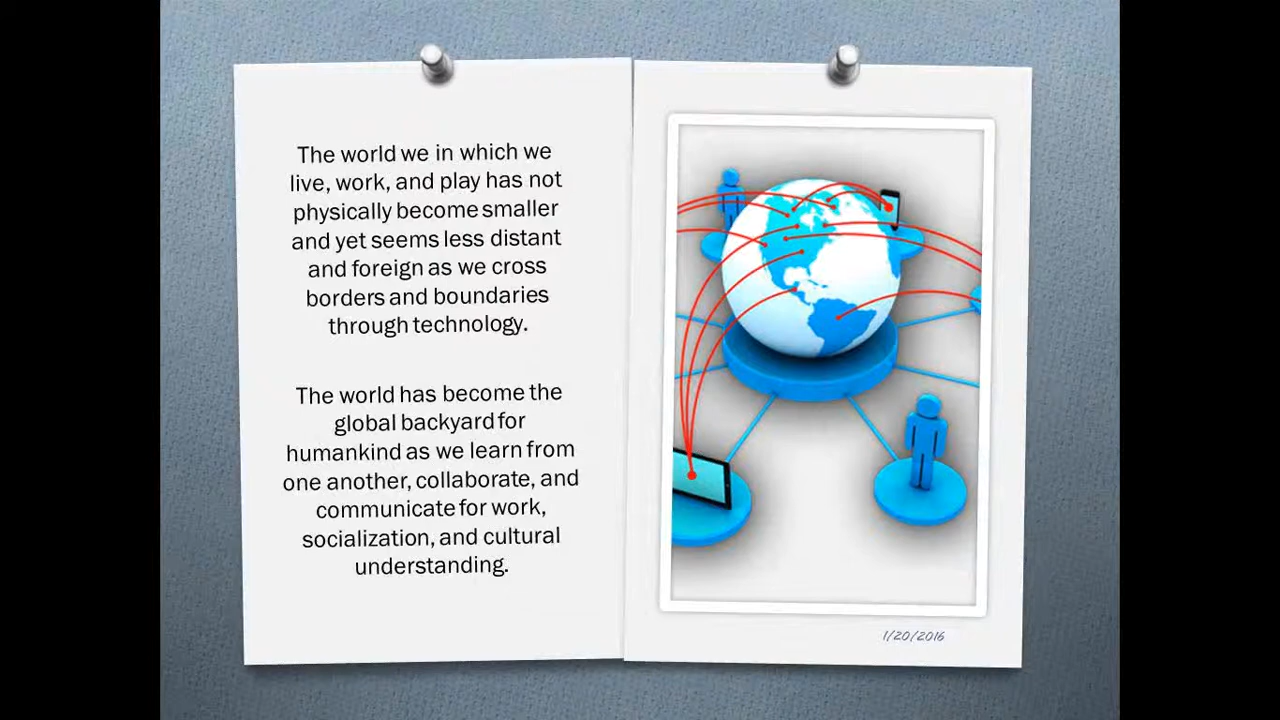 The world we in which we
live, work, and play has not
physically become smaller
and yet seems less distant
and foreign as we cross
borders and boundaries
through technology.
The world has become the
global backyard for
humankind as we learn from
one another, collaborate, and
communicate for work,
socialization, and cultural
understanding.
1/20/2016